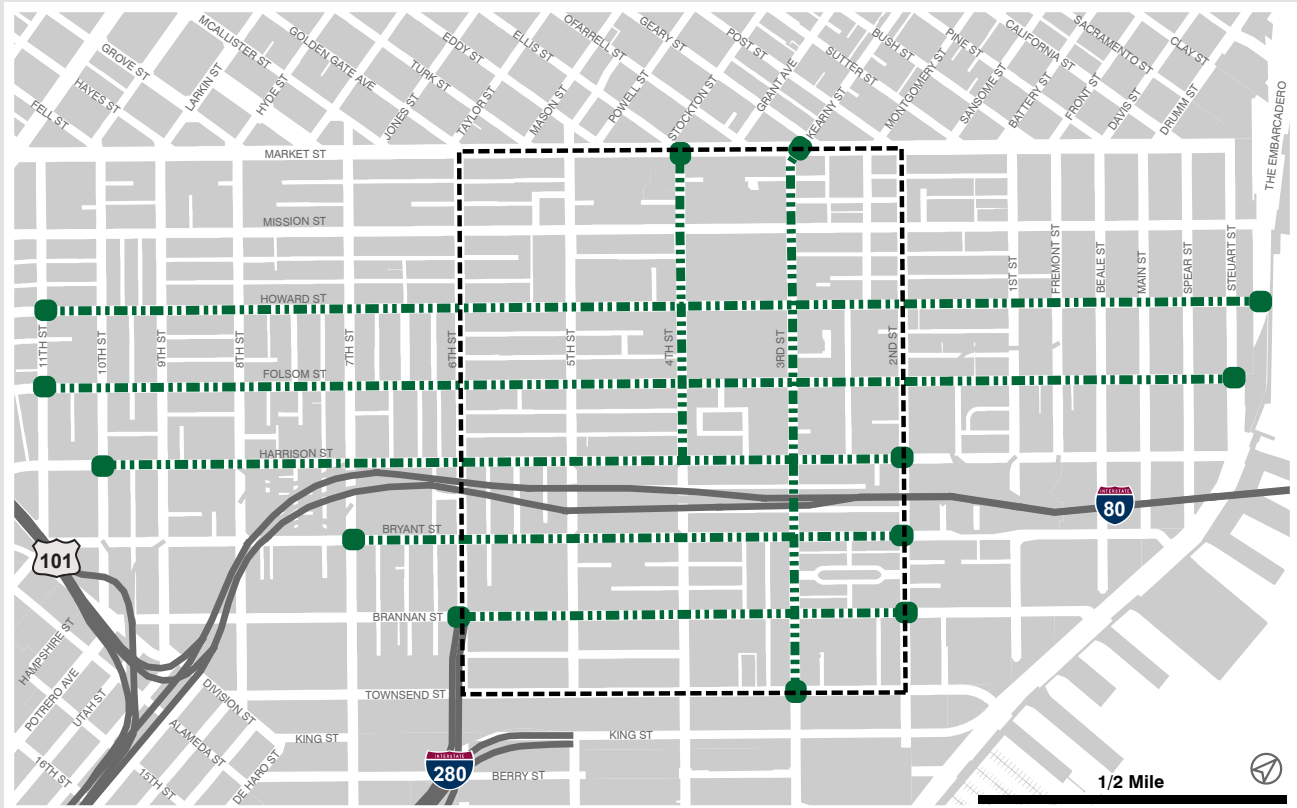 MCALLISTER ST
GOLDEN GATE AVE
EDDY ST
ELLIS ST
OFARRELL ST
GEARY ST
POST ST
SUTTER ST
BUSH ST
PINE ST
CALIFORNIA ST
SACRAMENTO ST
CLAY ST
GROVE ST
HAYES ST
FELL ST
LARKIN ST
HYDE ST
TURK ST
JONES ST
TAYLOR ST
MASON ST
POWELL ST
STOCKTON ST
GRANT AVE
KEARNY ST
MONTGOMERY ST
SANSOME ST
BATTERY ST
FRONT ST
DAVIS ST
DRUMM ST
THE EMBARCADERO
MARKET ST
MISSION ST
HOWARD ST
1ST ST
FREMONT ST
BEALE ST
MAIN ST
SPEAR ST
STEUART ST
11TH ST
10TH ST
9TH ST
8TH ST
7TH ST
6TH ST
5TH ST
4TH ST
3RD ST
2ND ST
FOLSOM ST
HARRISON ST
INTERSTATE
80
BRYANT ST
101
BRANNAN ST
HAMPSHIRE ST
POTRERO AVE
UTAH ST
DIVISION ST
ALAMEDA ST
TOWNSEND ST
KING ST
KING ST
16TH ST
15TH ST
DE HARO ST
INTERSTATE
280
BERRY ST
1/2 Mile